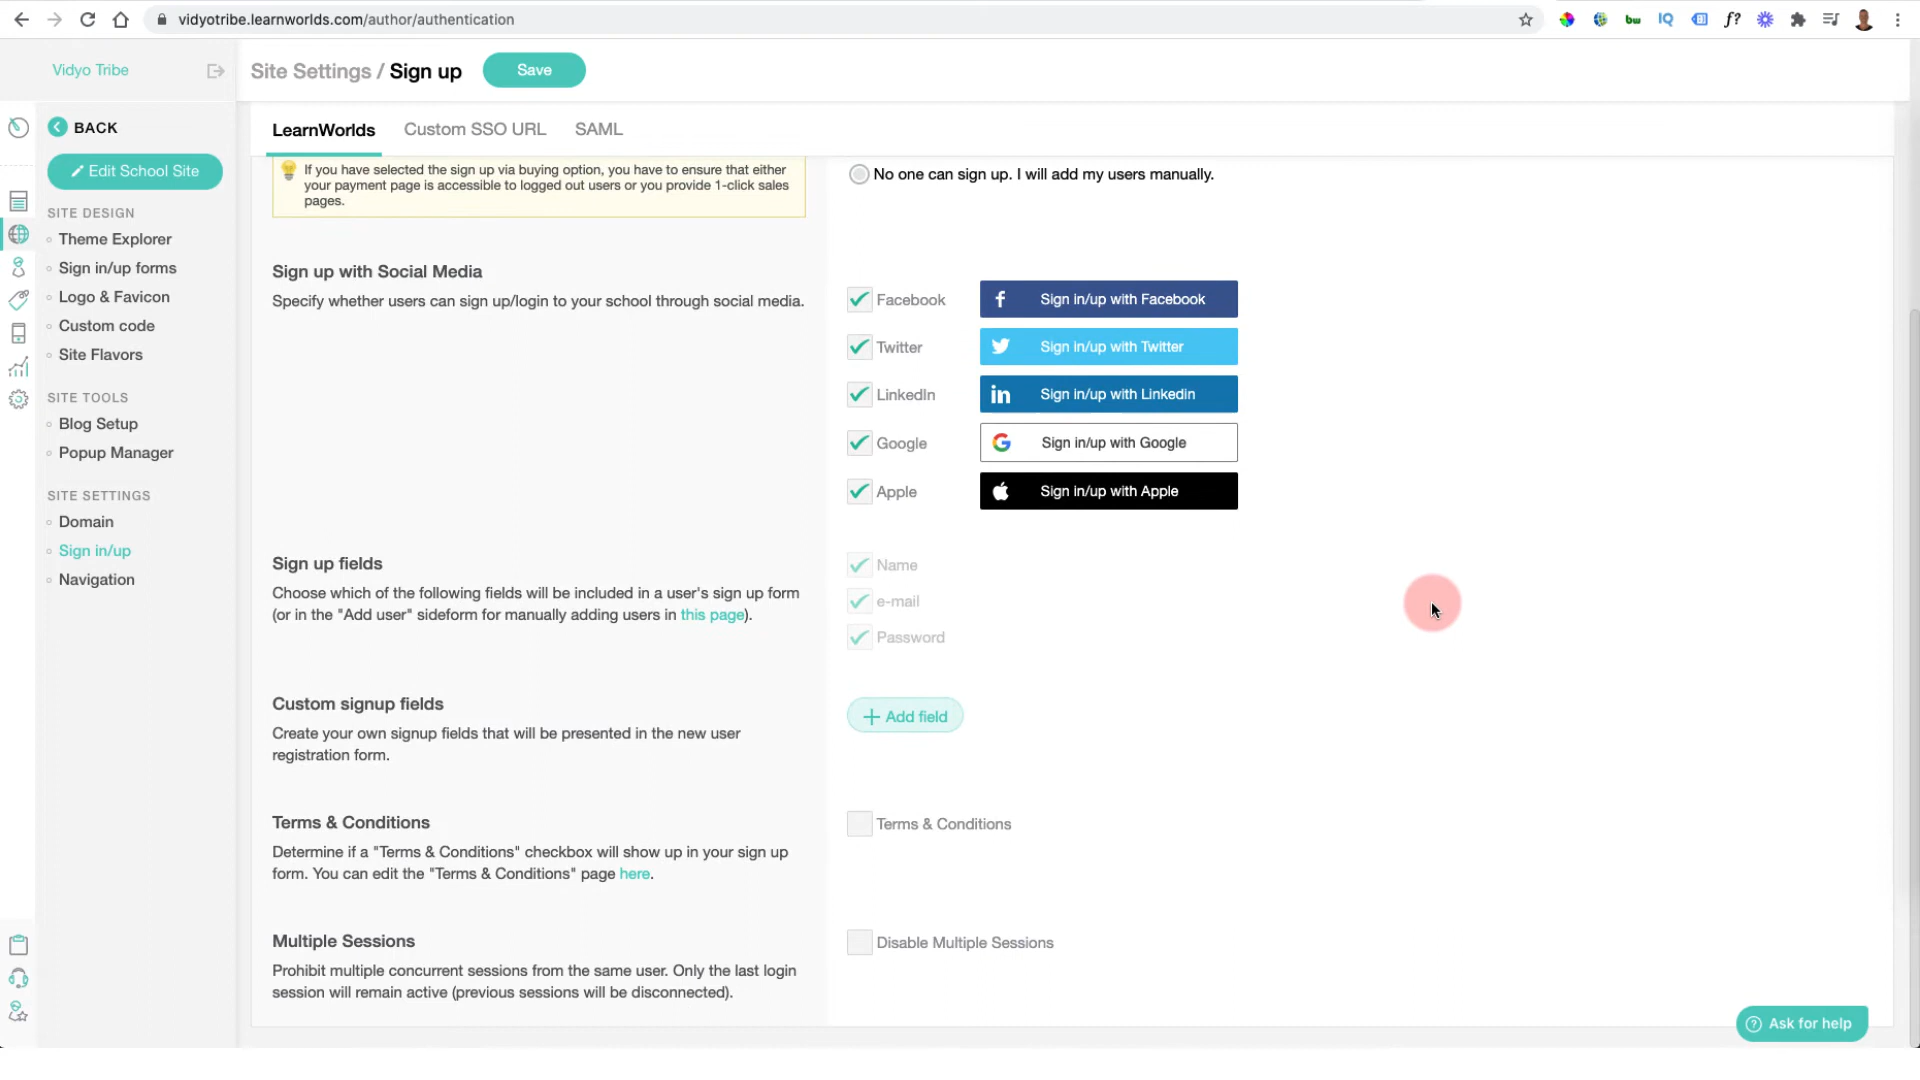 vidyotribe.learnworlds.com/author/authentication
bw
IQ
f?
Vidyo Tribe
Site Settings / Sign up
Save
BACK
Edit School Site
SITE DESIGN
Theme Explorer
Sign in/up forms
Logo & Favicon
Custom code
Site Flavors
SITE TOOLS
Blog Setup
Popup Manager
SITE SETTINGS
Domain
Sign in/up
Navigation
LearnWorlds
Custom SSO URL
SAML
If you have selected the sign up via buying option, you have to ensure that either
your payment page is accessible to logged out users or you provide 1-click sales
pages.
No one can sign up. I will add my users manually.
Sign up with Social Media
Specify whether users can sign up/login to your school through social media.
Facebook
Sign in/up with Facebook
Twitter
Sign in/up with Twitter
LinkedIn
Sign in/up with Linkedin
Google
Sign in/up with Google
Apple
Sign in/up with Apple
Sign up fields
Choose which of the following fields will be included in a user's sign up form
(or in the "Add user" sideform for manually adding users in this page).
Name
e-mail
Password
Custom signup fields
Create your own signup fields that will be presented in the new user
registration form.
+ Add field
Terms & Conditions
Determine if a "Terms & Conditions" checkbox will show up in your sign up
form. You can edit the "Terms & Conditions" page here.
Terms & Conditions
Multiple Sessions
Prohibit multiple concurrent sessions from the same user. Only the last login
session will remain active (previous sessions will be disconnected).
Disable Multiple Sessions
? Ask for help